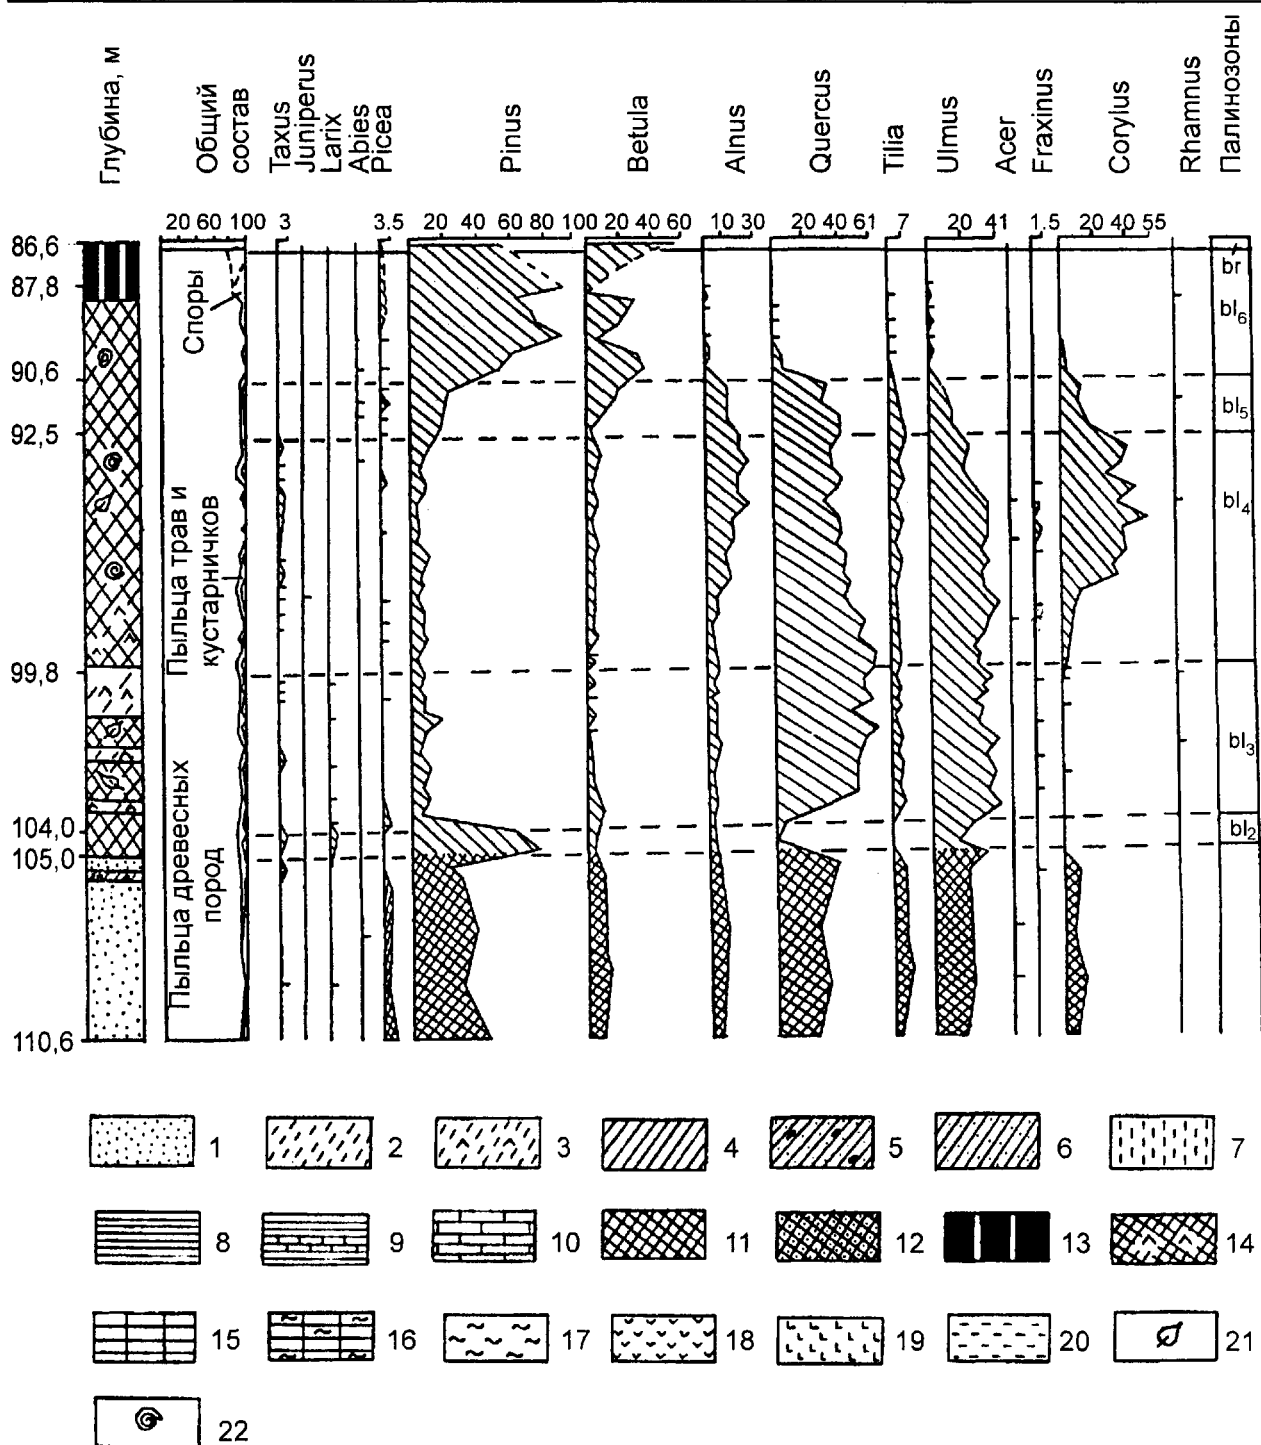 Глубина, м
Общий
состав
Taxus
Juniperus
Larix
Abies
Picea
Pinus
Betula
Alnus
Quercus
Tilia
Ulmus
Acer
Fraxinus
Corylus
Rhamnus
Палинозоны
20 60 100
3
3.5
20 40 60 80 100
20 40 60
10 30
20 40 61
7
20 41
1.5
20 40 55
86,6
87,8
90,6
92,5
99,8
104,0
105,0
110,6
Споры
Пыльца трав и
кустарничков
Пыльца древесных
пород
br
bl6
bl5
bl4
bl3
bl2
1
2
3
4
5
6
7
8
9
10
11
12
13
14
15
16
17
18
19
20
21
22